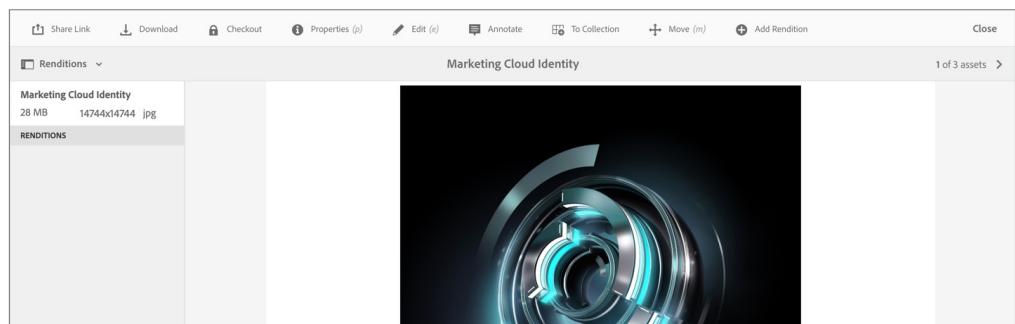 Share Link Download Checkout Properties (p) Edit (e) Annotate To Collection Move (m) Add Rendition Close
Renditions Marketing Cloud Identity 1 of 3 assets
Marketing Cloud Identity
28 MB 14744x14744 jpg
RENDITIONS